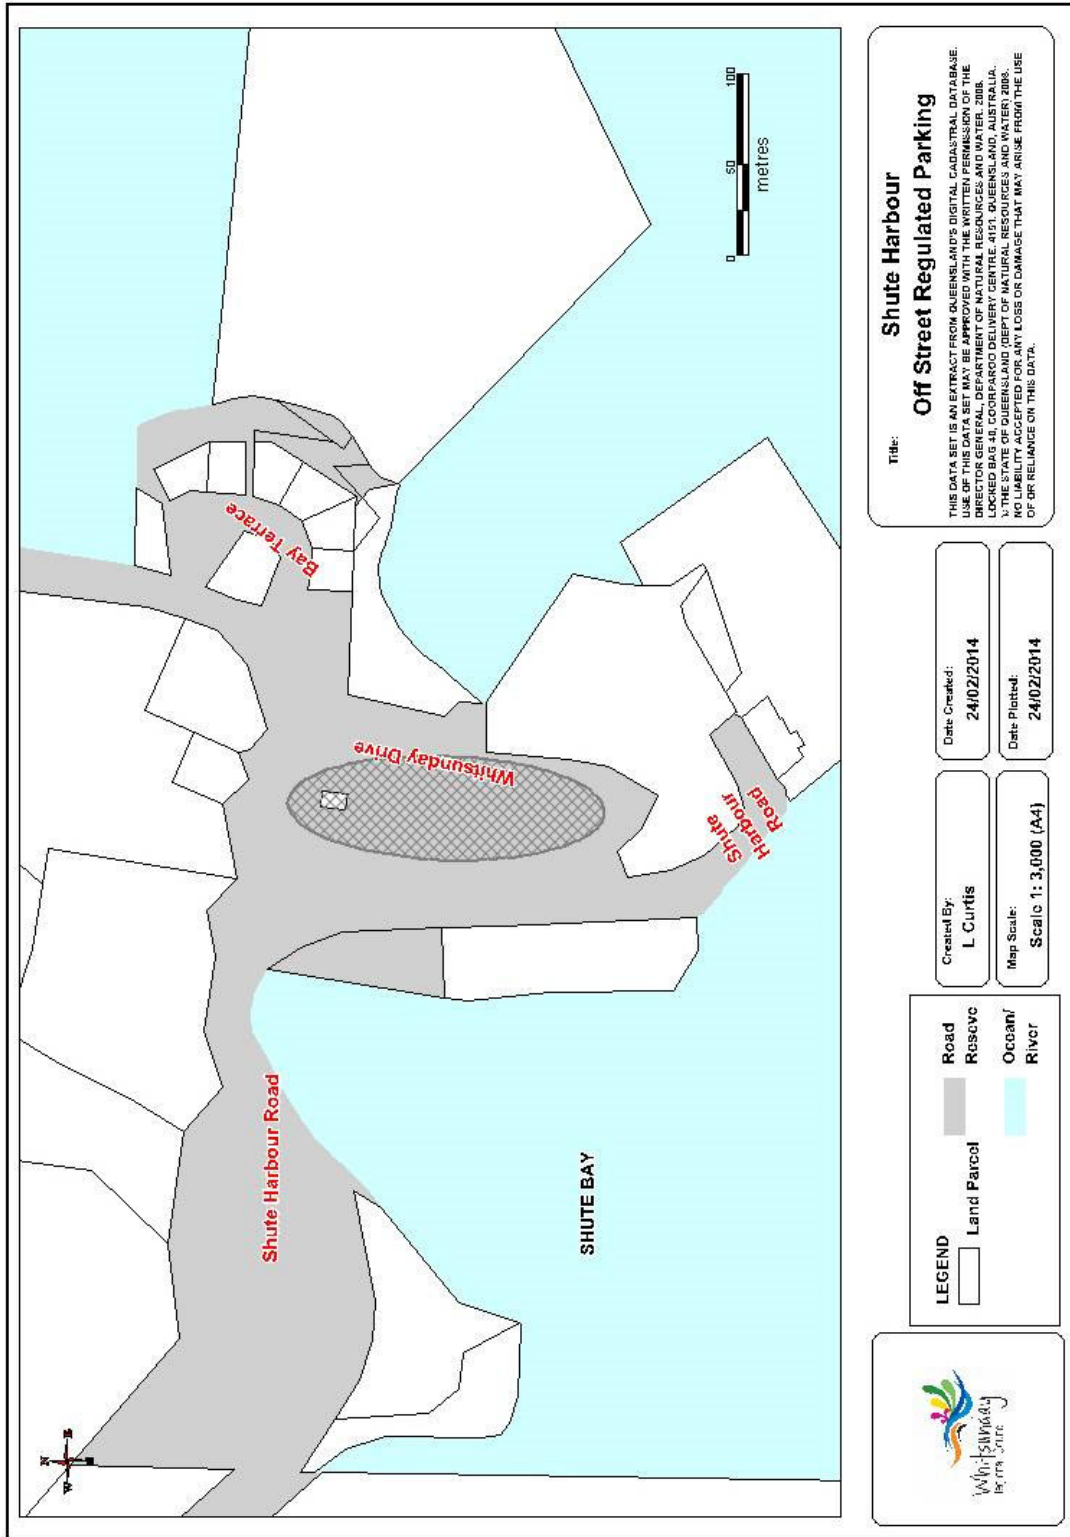 N
E
W
Shute Harbour Road
Whitsunday Drive
Bay Terrace
Shute
Harbour
Road
SHUTE BAY
0 50 100
metres
Whitsunday
LEGEND
Land Parcel
Road
Reseve
Ocean/
River
Created By:
L Curtis
Date Created:
24/02/2014
Map Scale:
Scale 1: 3,000 (A4)
Date Plotted:
24/02/2014
Title:
Shute Harbour
Off Street Regulated Parking
THIS DATA SET IS AN EXTRACT FROM QUEENSLAND'S DIGITAL CADASTRAL DATABASE.
USE OF THIS DATA SET MAY BE APPROVED WITH THE WRITTEN PERMISSION OF THE
DIRECTOR GENERAL, DEPARTMENT OF NATURAL RESOURCES AND WATER, 2008.
LOCKED BAG 40, COORPAROO DELIVERY CENTRE, 4151, QUEENSLAND, AUSTRALIA.
THE STATE OF QUEENSLAND (DEPT OF NATURAL RESOURCES AND WATER) 2008.
NO LIABILITY ACCEPTED FOR ANY LOSS OR DAMAGE THAT MAY ARISE FROM THE USE
OF OR RELIANCE ON THIS DATA.